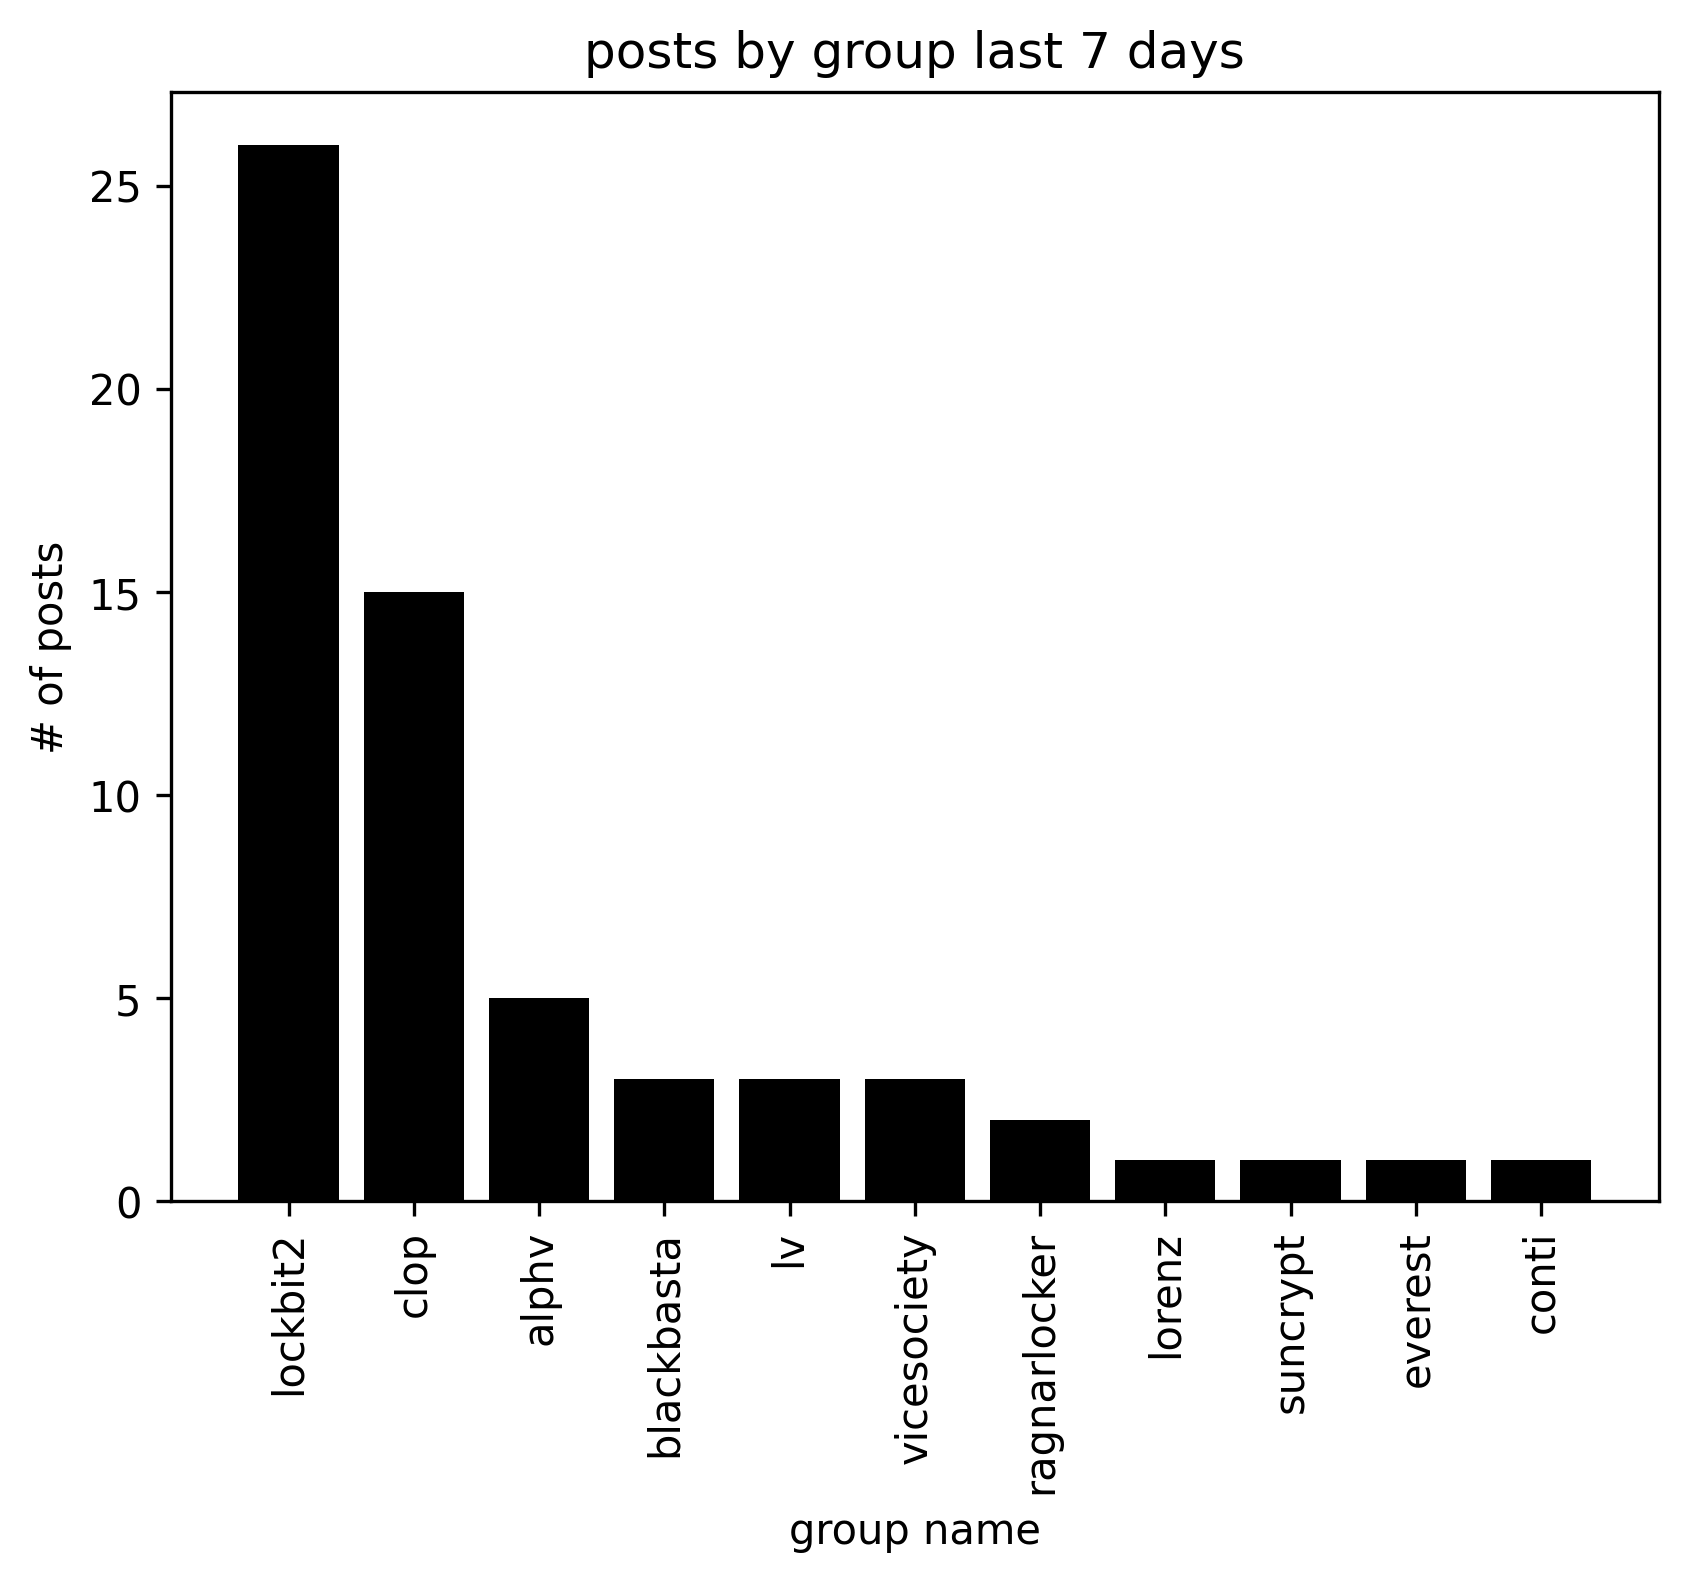 posts by group last 7 days
# of posts
25
20
15
10
5
0
lockbit2
clop
alphv
blackbasta
lv
vicesociety
ragnarlocker
lorenz
suncrypt
everest
conti
group name